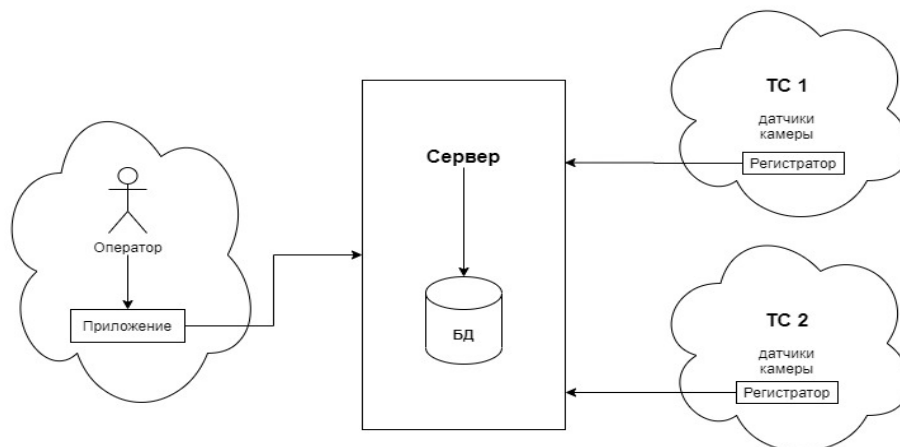 Оператор
Приложение
Сервер
БД
ТС 1
датчики
камеры
Регистратор
ТС 2
датчики
камеры
Регистратор